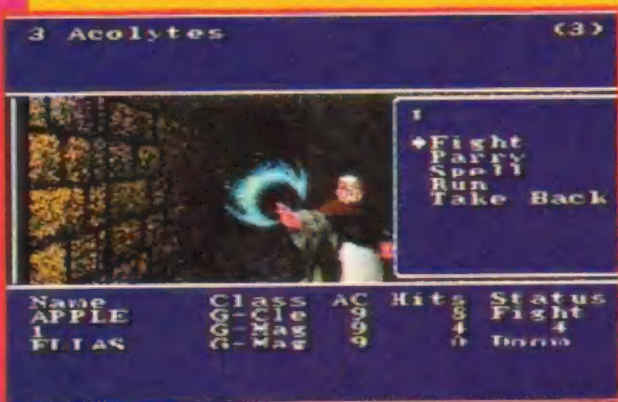 3 Acolytes (3)
1
Fight
Parry
Spell
Run
Take Back
Name Class AC Hits Status
APPLE G-Cle 9 8 Fight
1 G-Mag 9 4 4
G-Mag 9 0